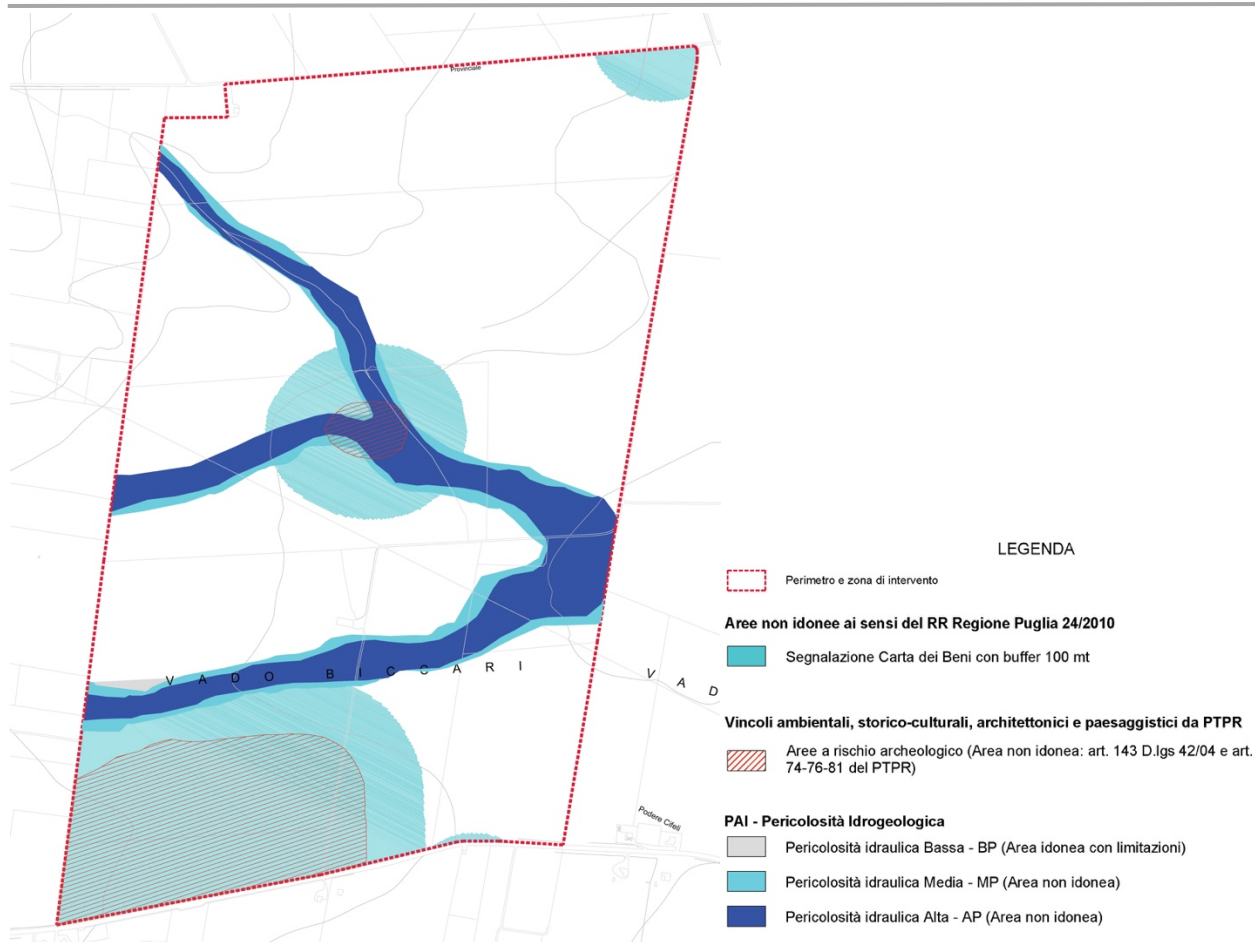 Provinciale
VADO BICCARI
VAD
Podere Cifeli
LEGENDA
Perimetro e zona di intervento
Aree non idonee ai sensi del RR Regione Puglia 24/2010
Segnalazione Carta dei Beni con buffer 100 mt
Vincoli ambientali, storico-culturali, architettonici e paesaggistici da PTPR
Aree a rischio archeologico (Area non idonea: art. 143 D.lgs 42/04 e art.
74-76-81 del PTPR)
PAI - Pericolosità Idrogeologica
Pericolosità idraulica Bassa - BP (Area idonea con limitazioni)
Pericolosità idraulica Media - MP (Area non idonea)
Pericolosità idraulica Alta - AP (Area non idonea)